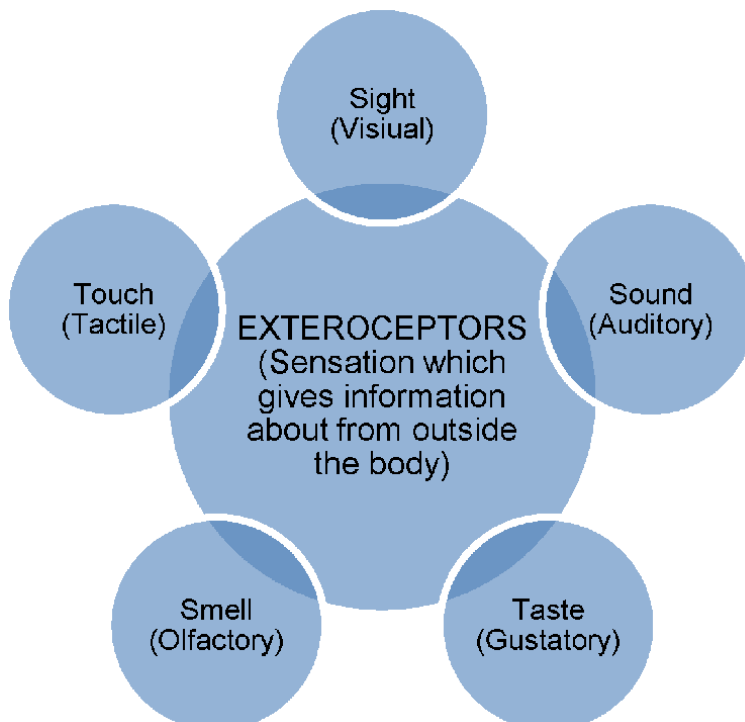 Sight
(Visiual)
Touch
(Tactile)
Sound
(Auditory)
EXTEROCEPTORS
(Sensation which
gives information
about from outside
the body)
Smell
(Olfactory)
Taste
(Gustatory)